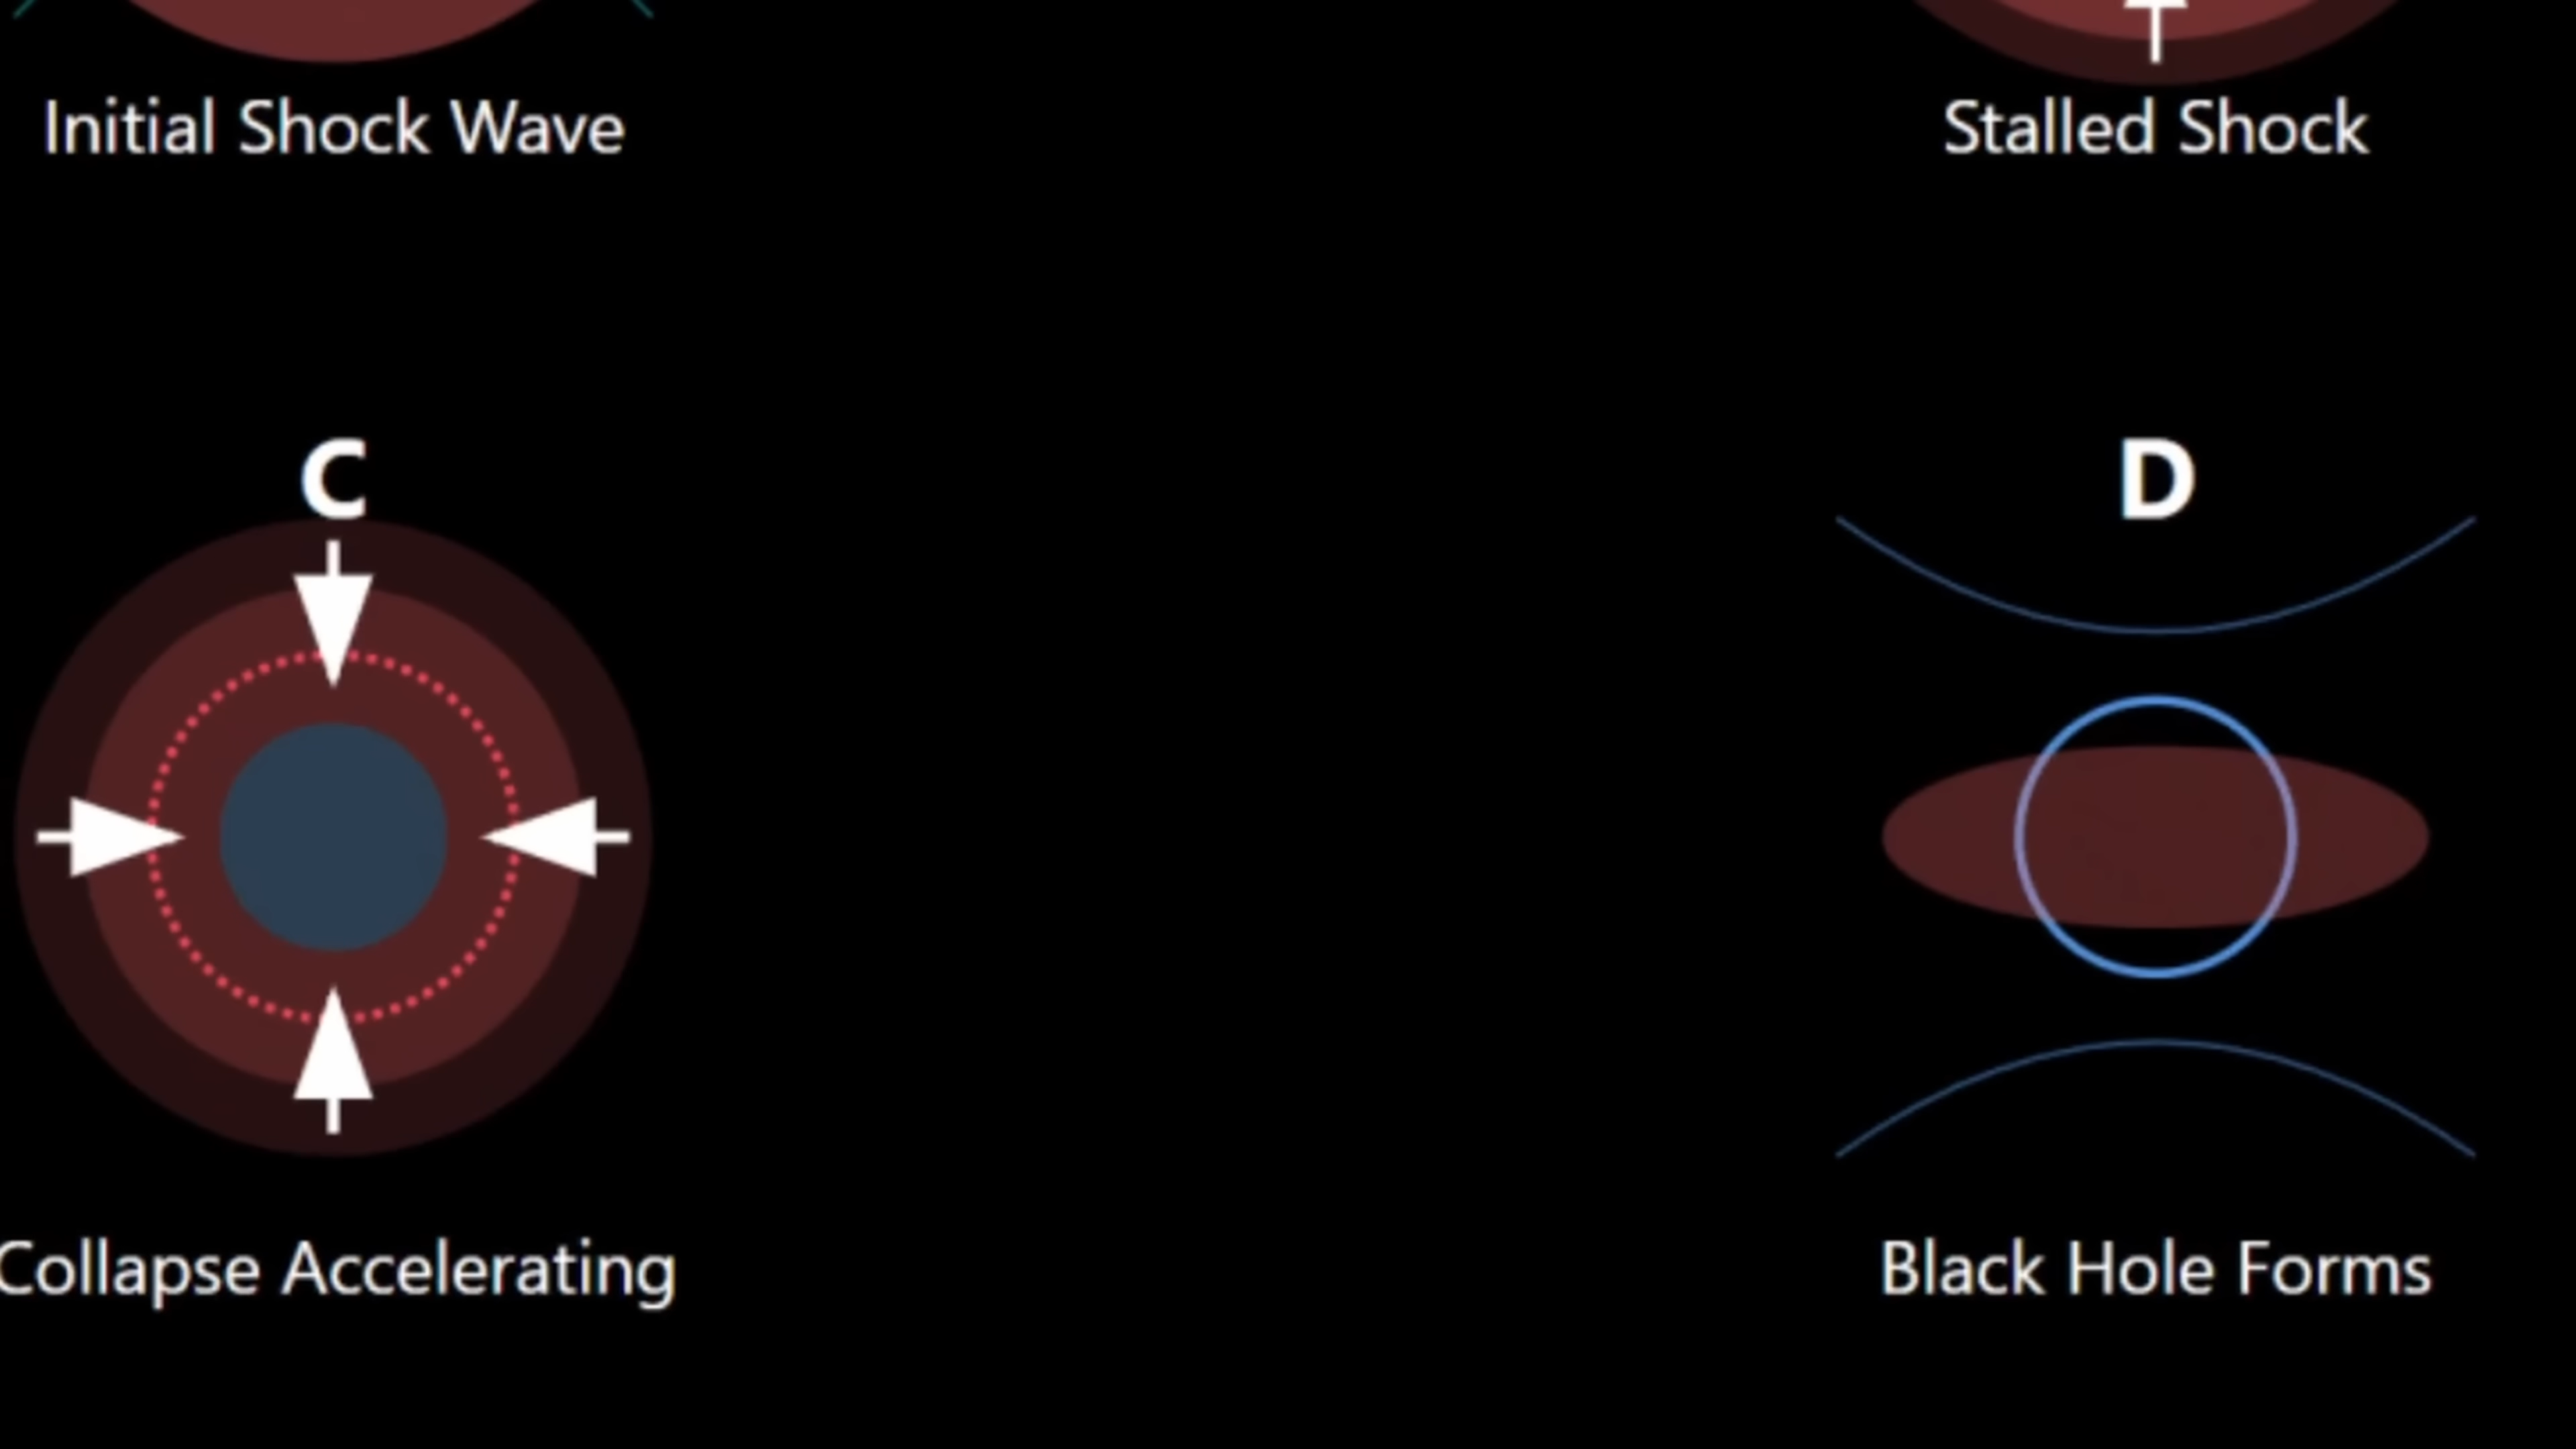 Initial Shock Wave
Stalled Shock
C
D
Collapse Accelerating
Black Hole Forms